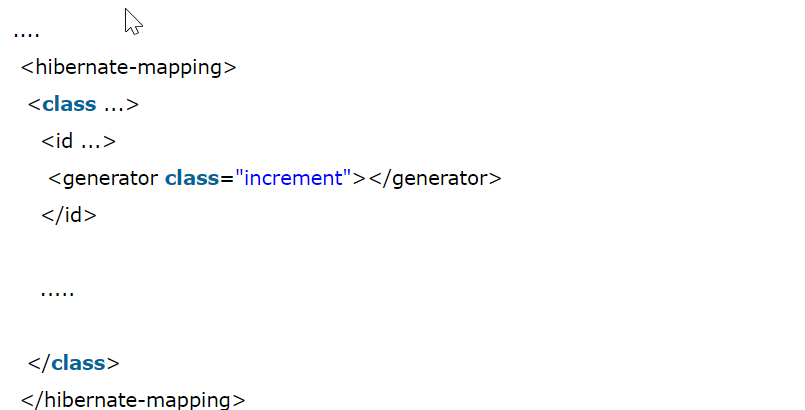 ....
<hibernate-mapping>
<class ...>
<id ...>
<generator class="increment"></generator>
</id>
.....
</class>
</hibernate-mapping>